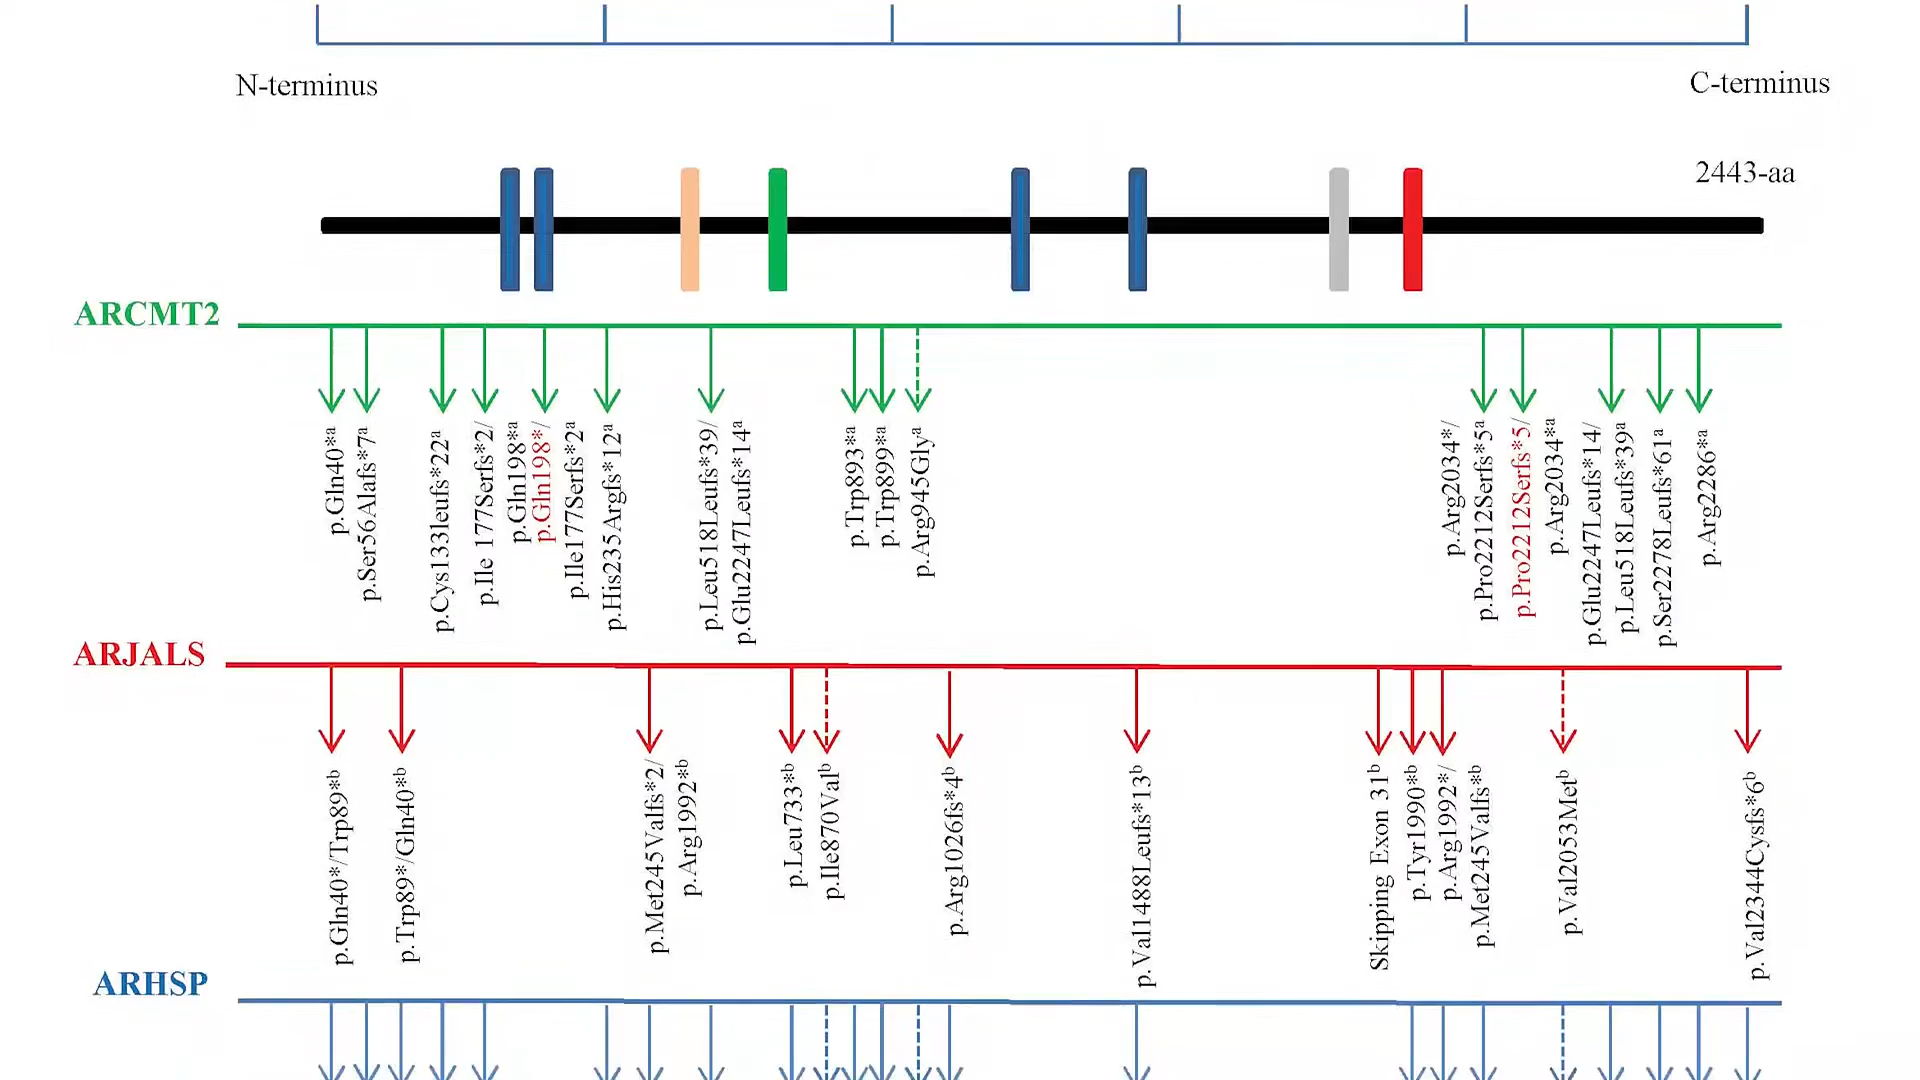 N-terminus
C-terminus
2443-aa
ARCMT2
p.Gln40*a
p.Ser56Alafs*7a
p.Cys133leufs*22a
p.Ile 177Serfs*2/
p.Gln198*a
p.Gln198*/
p.Ile177Serfs*2a
p.His235Argfs*12a
p.Leu518Leufs*39/
p.Glu2247Leufs*14a
p.Trp893*a
p.Trp899*a
p.Arg945Glya
p.Arg2034*/
p.Pro2212Serfs*5a
p.Pro2212Serfs*5/
p.Arg2034*a
p.Glu2247Leufs*14/
p.Leu518Leufs*39a
p.Ser2278Leufs*61a
p.Arg2286*a
ARJALS
p.Gln40*/Trp89*b
p.Trp89*/Gln40*b
p.Met245Valfs*2/
p.Arg1992*b
p.Leu733*b
p.Ile870Valb
p.Arg1026fs*4b
p.Val1488Leufs*13b
Skipping Exon 31b
p.Tyr1990*b
p.Arg1992*/
p.Met245Valfs*b
p.Val2053Metb
p.Val2344Cysfs*6b
ARHSP